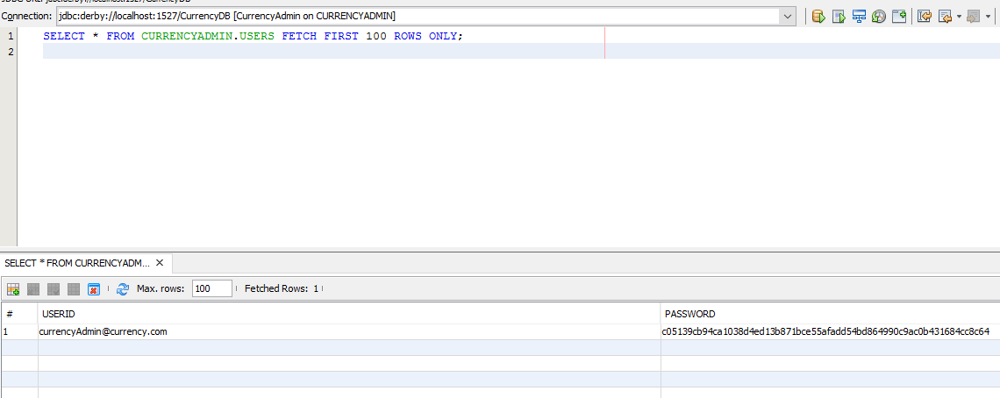 Connection: jdbc:derby://localhost:1527/CurrencyDB [CurrencyAdmin on CURRENCYADMIN]
1 SELECT * FROM CURRENCYADMIN.USERS FETCH FIRST 100 ROWS ONLY;
2
SELECT * FROM CURRENCYADM... ×
Max. rows: 100 Fetched Rows: 1
# USERID PASSWORD
1 currencyAdmin@currency.com c05139cb94ca1038d4ed13b871bce55afadd54bd864990c9ac0b431684cc8c64